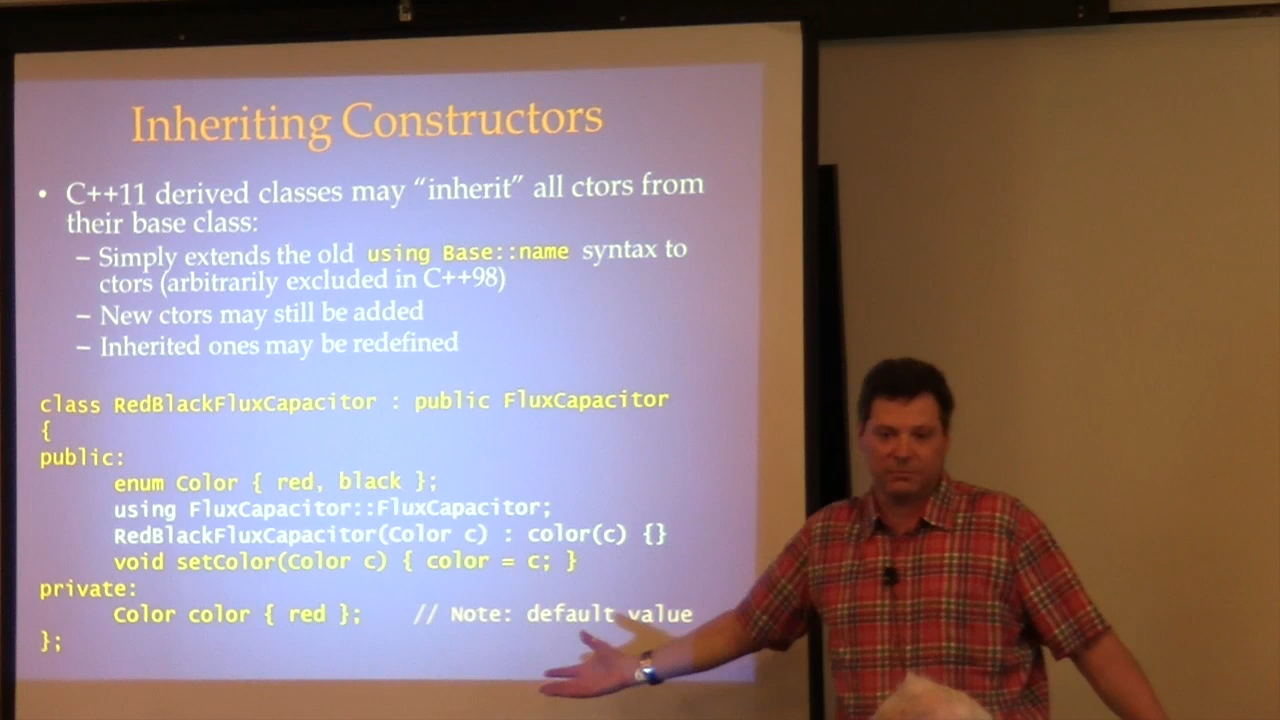 Inheriting Constructors
• C++11 derived classes may “inherit” all ctors from
their base class:
– Simply extends the old using Base::name syntax to
ctors (arbitrarily excluded in C++98)
– New ctors may still be added
– Inherited ones may be redefined
class RedBlackFluxCapacitor : public FluxCapacitor
{
public:
enum Color { red, black };
using FluxCapacitor::FluxCapacitor;
RedBlackFluxCapacitor(Color c) : color(c) {}
void setColor(Color c) { color = c; }
private:
Color color { red }; // Note: default value
};